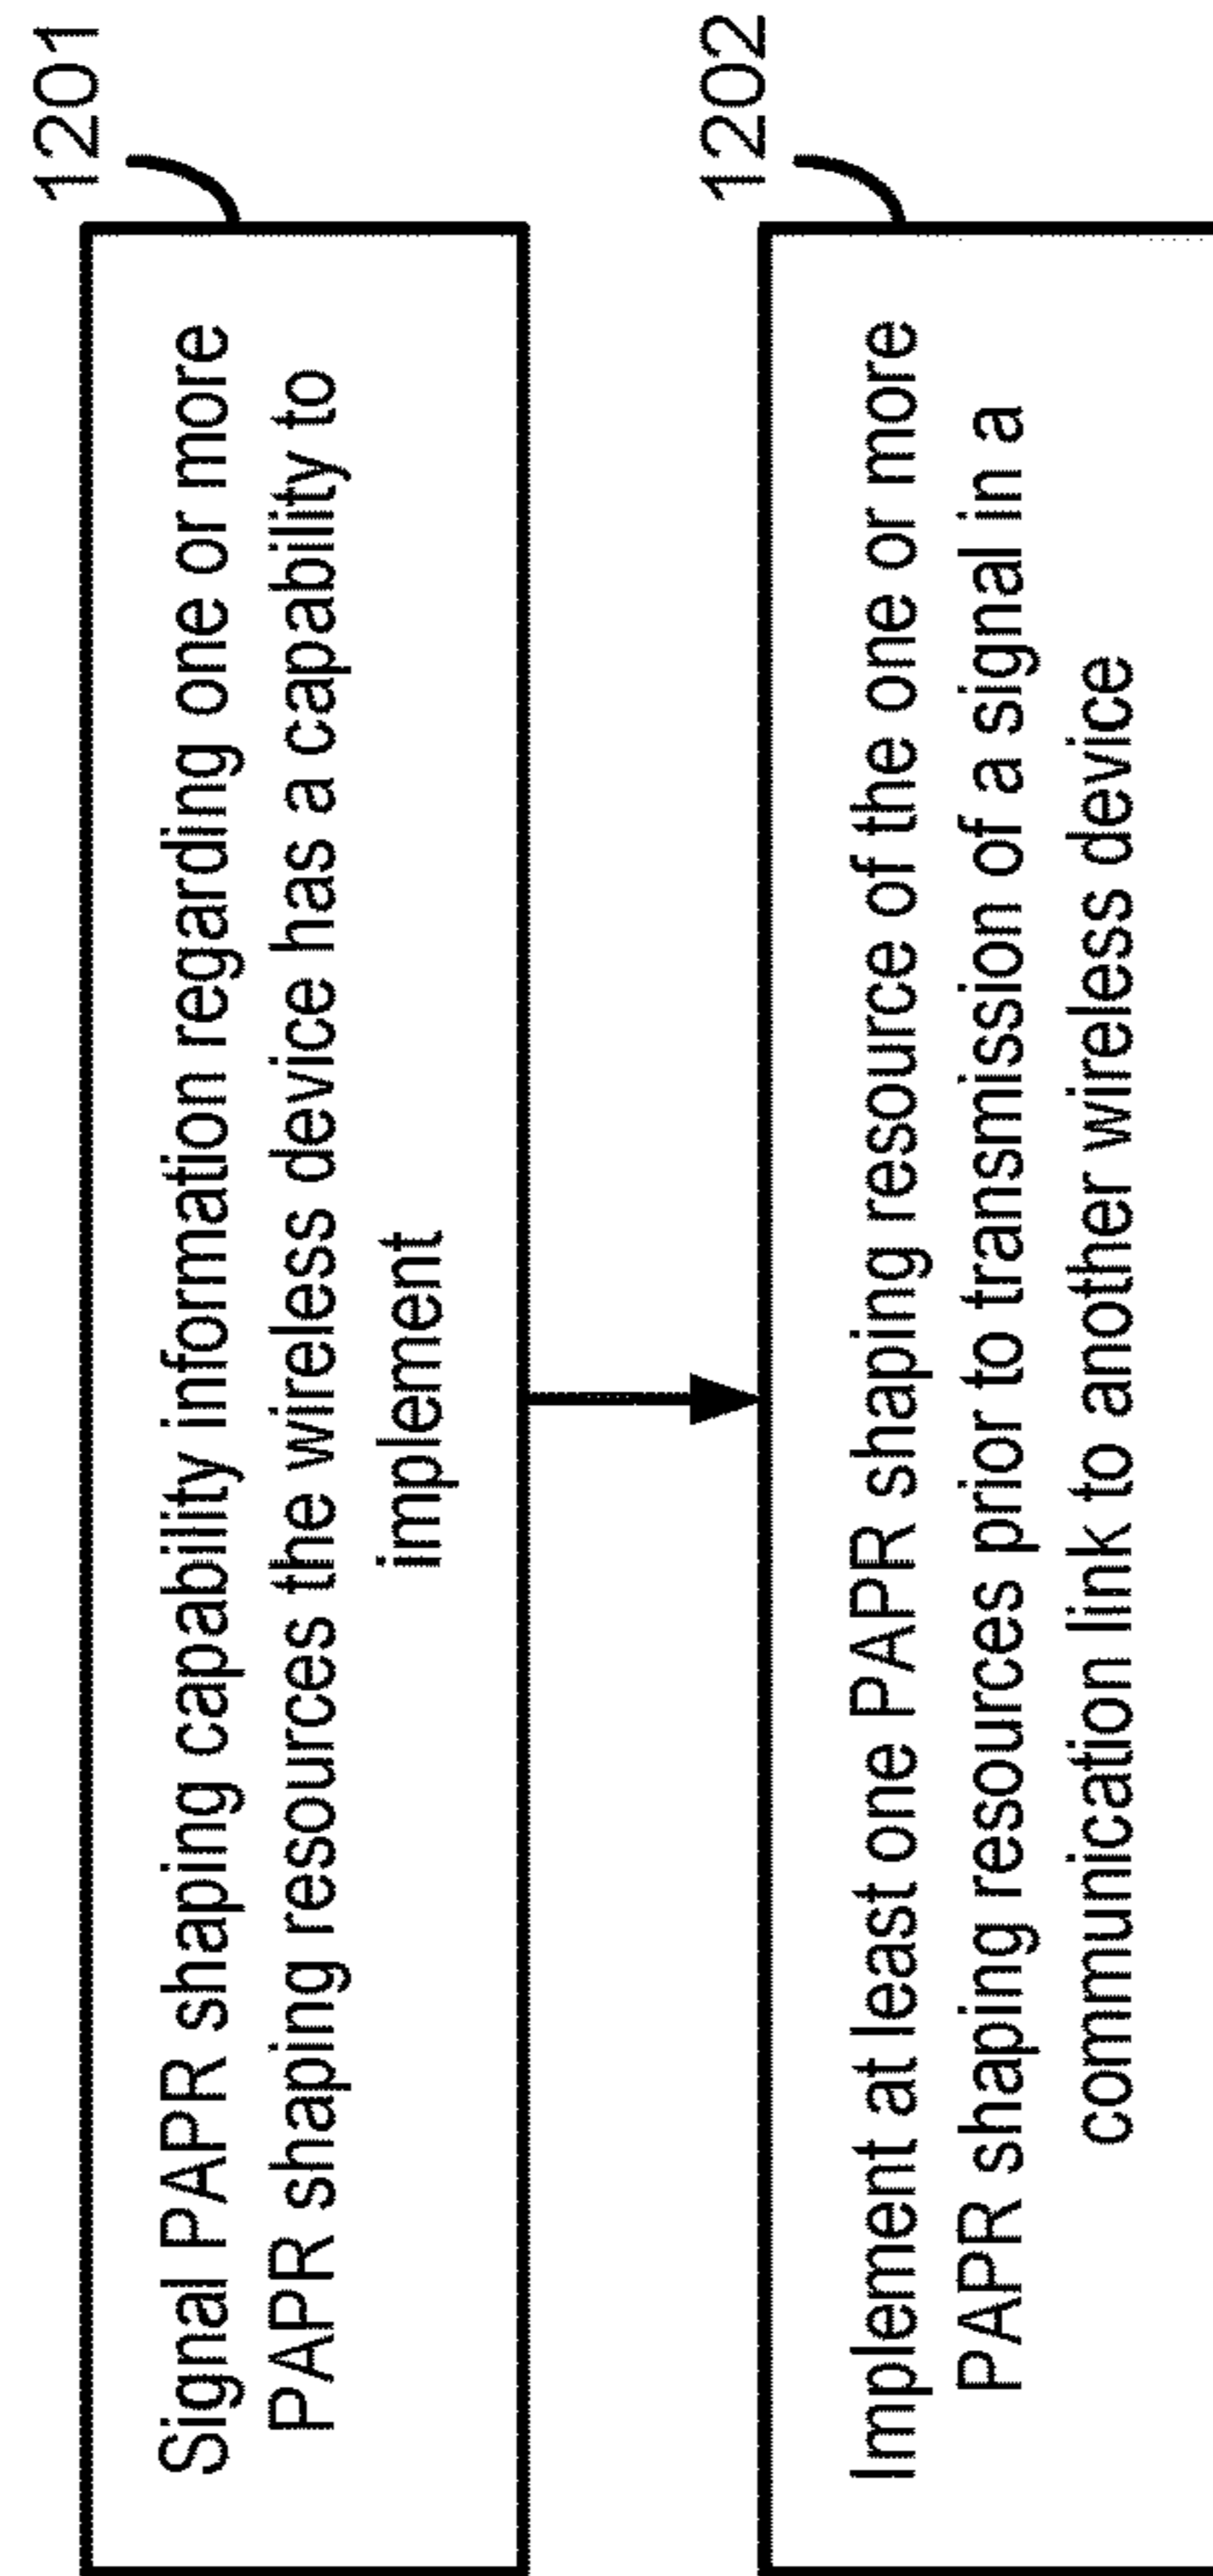 1201
Signal PAPR shaping capability information regarding one or more
PAPR shaping resources the wireless device has a capability to
implement
1202
Implement at least one PAPR shaping resource of the one or more
PAPR shaping resources prior to transmission of a signal in a
communication link to another wireless device